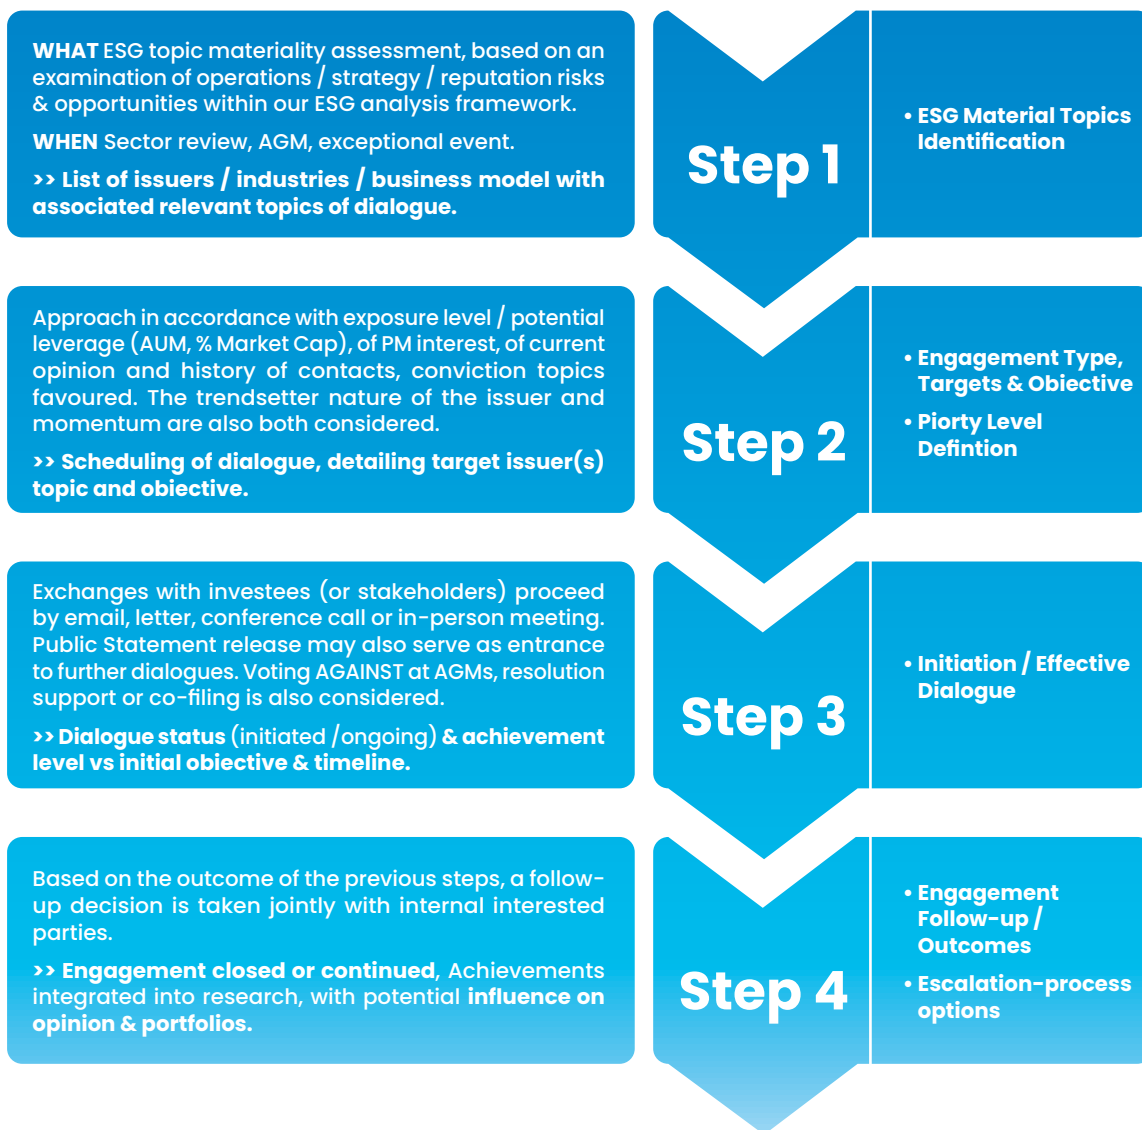 WHAT ESG topic materiality assessment, based on an
examination of operations / strategy / reputation risks
& opportunities within our ESG analysis framework.
WHEN Sector review, AGM, exceptional event.
>> List of issuers / industries / business model with
associated relevant topics of dialogue.
Step 1
• ESG Material Topics
Identification
Approach in accordance with exposure level / potential
leverage (AUM, % Market Cap), of PM interest, of current
opinion and history of contacts, conviction topics
favoured. The trendsetter nature of the issuer and
momentum are also both considered.
>> Scheduling of dialogue, detailing target issuer(s)
topic and obiective.
Step 2
• Engagement Type,
Targets & Objective
• Piorty Level
Defintion
Exchanges with investees (or stakeholders) proceed
by email, letter, conference call or in-person meeting.
Public Statement release may also serve as entrance
to further dialogues. Voting AGAINST at AGMs, resolution
support or co-filing is also considered.
>> Dialogue status (initiated /ongoing) & achievement
level vs initial objective & timeline.
Step 3
• Initiation / Effective
Dialogue
Based on the outcome of the previous steps, a follow-
up decision is taken jointly with internal interested
parties.
>> Engagement closed or continued, Achievements
integrated into research, with potential influence on
opinion & portfolios.
Step 4
• Engagement
Follow-up /
Outcomes
• Escalation-process
options